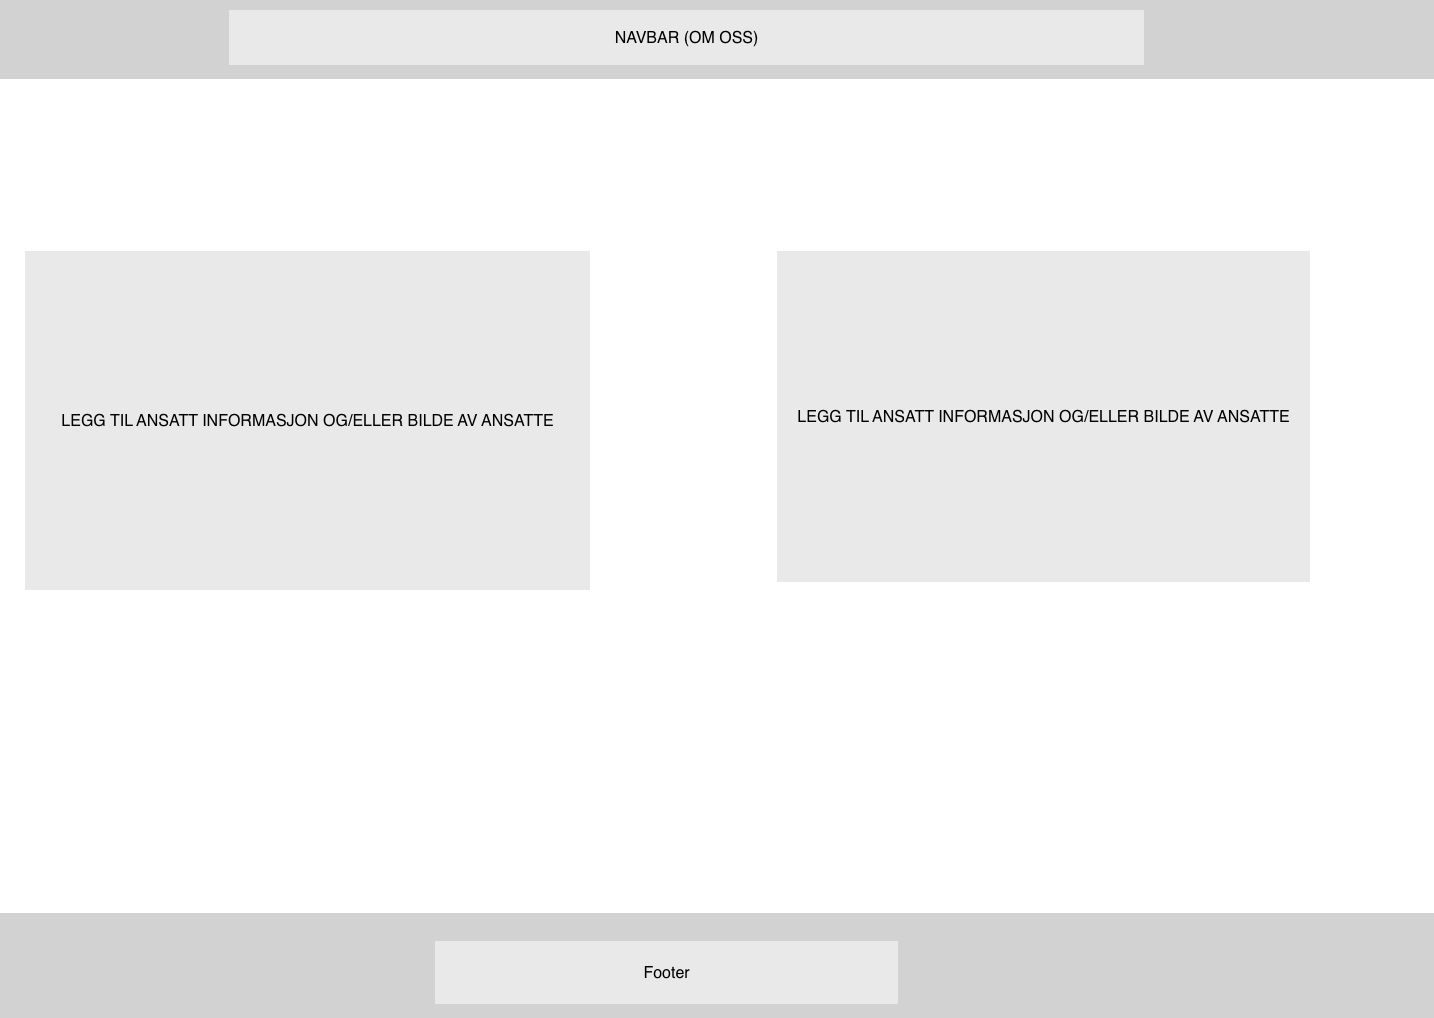 NAVBAR (OM OSS)
LEGG TIL ANSATT INFORMASJON OG/ELLER BILDE AV ANSATTE
LEGG TIL ANSATT INFORMASJON OG/ELLER BILDE AV ANSATTE
Footer